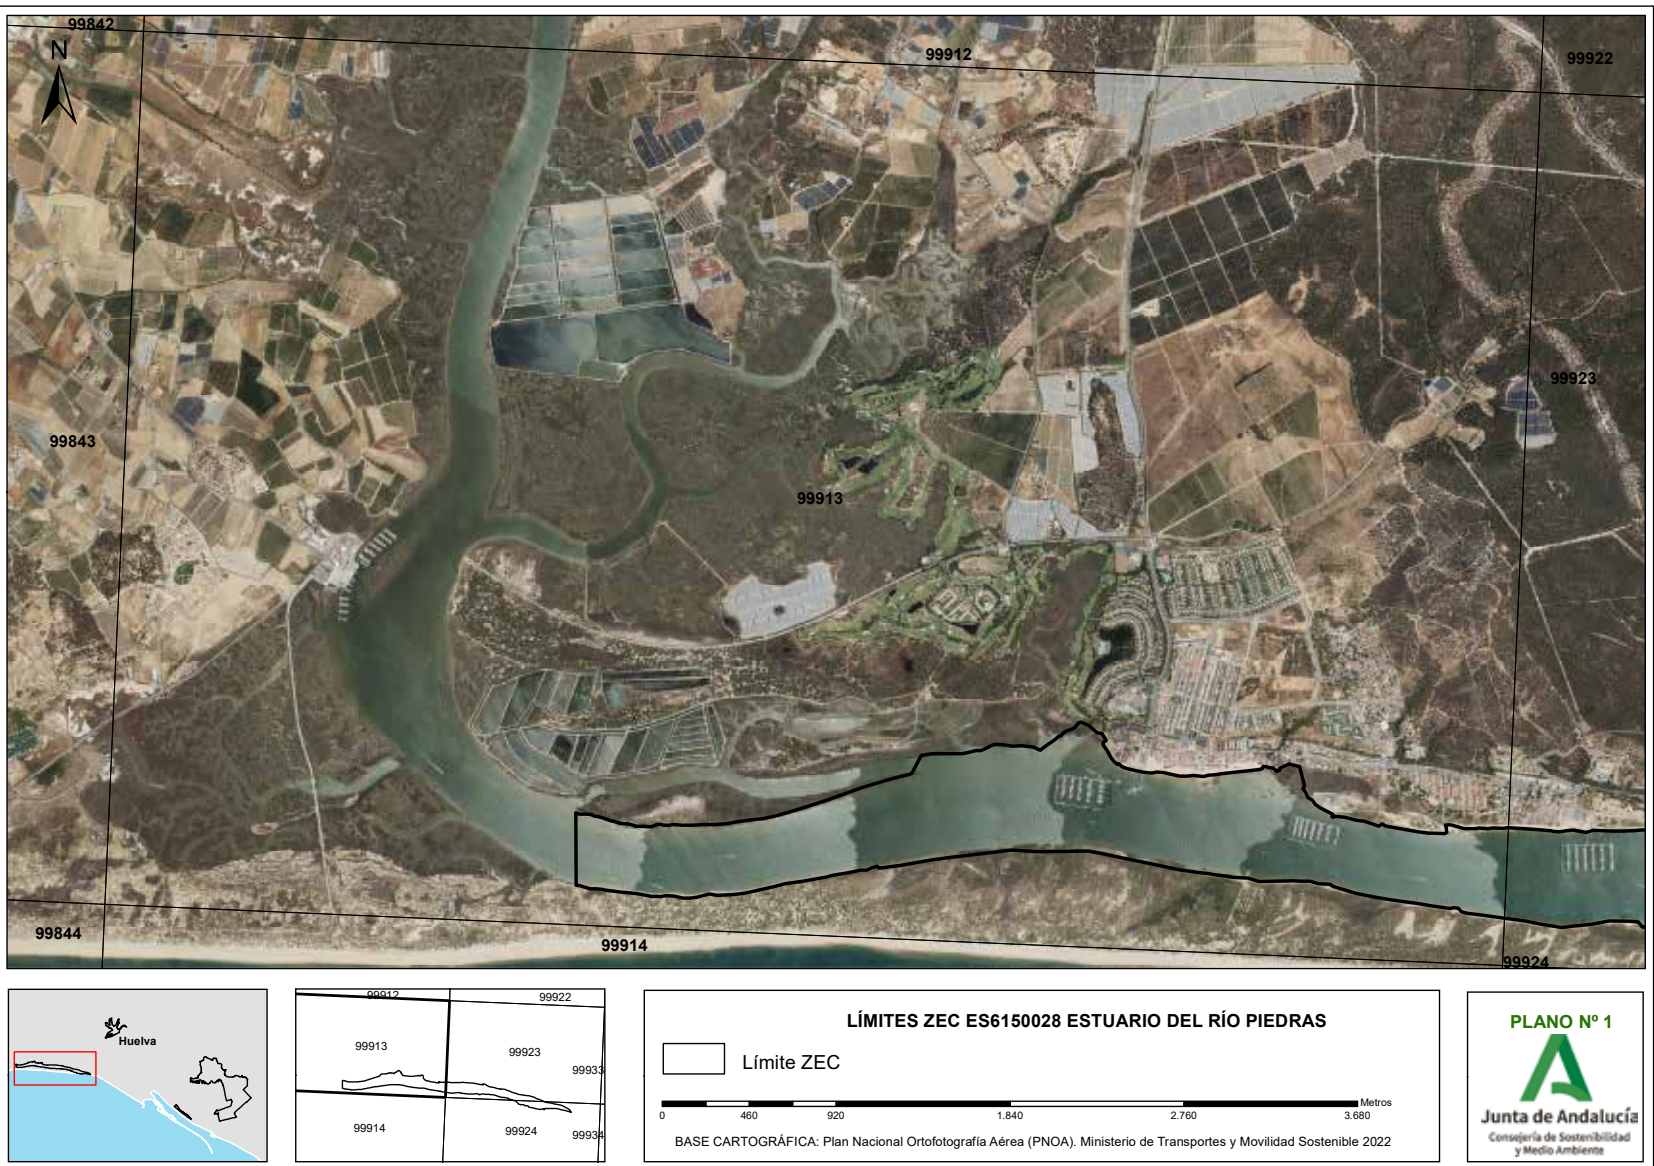 99842
N
99912
99922
99923
99843
99913
99844
99914
99924
Huelva
99912
99922
99913
99923
99933
99914
99924
99934
LÍMITES ZEC ES6150028 ESTUARIO DEL RÍO PIEDRAS
Límite ZEC
Metros
0 460 920 1.840 2.760 3.680
BASE CARTOGRÁFICA: Plan Nacional Ortofotografía Aérea (PNOA). Ministerio de Transportes y Movilidad Sostenible 2022
PLANO Nº 1
Junta de Andalucía
Consejería de Sostenibilidad
y Medio Ambiente